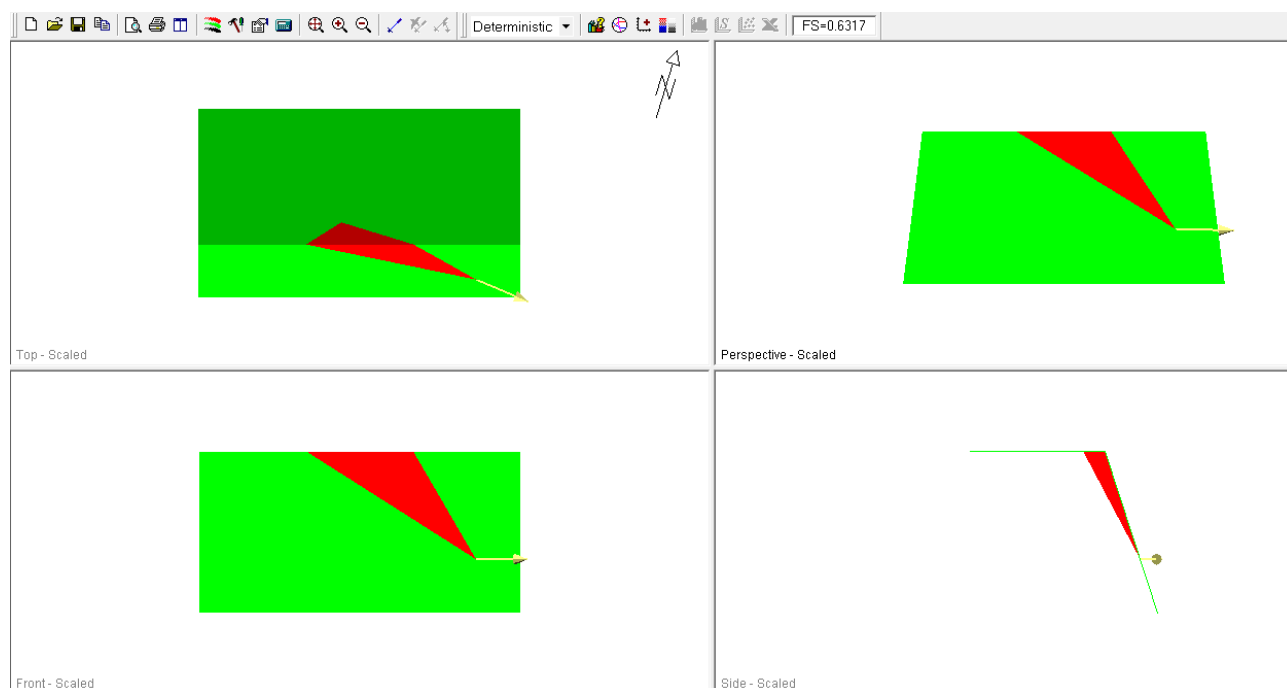 Deterministic FS=0.6317
N
Top - Scaled
Perspective - Scaled
Front - Scaled
Side - Scaled